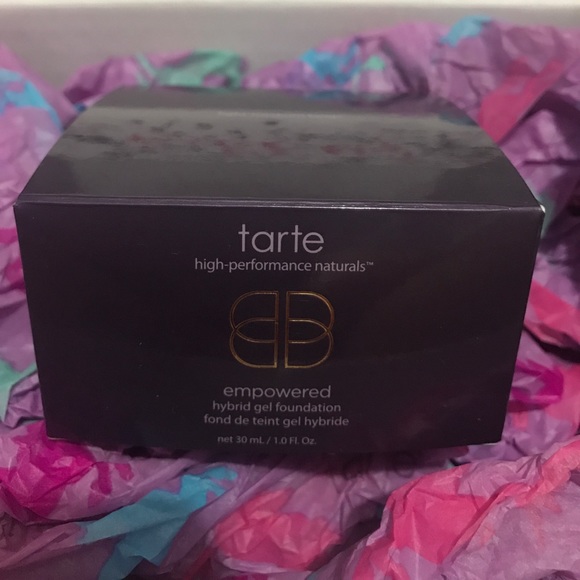 tarte
high-performance naturals™
empowered
hybrid gel foundation
fond de teint gel hybride
net 30 mL / 1.0 Fl. Oz.